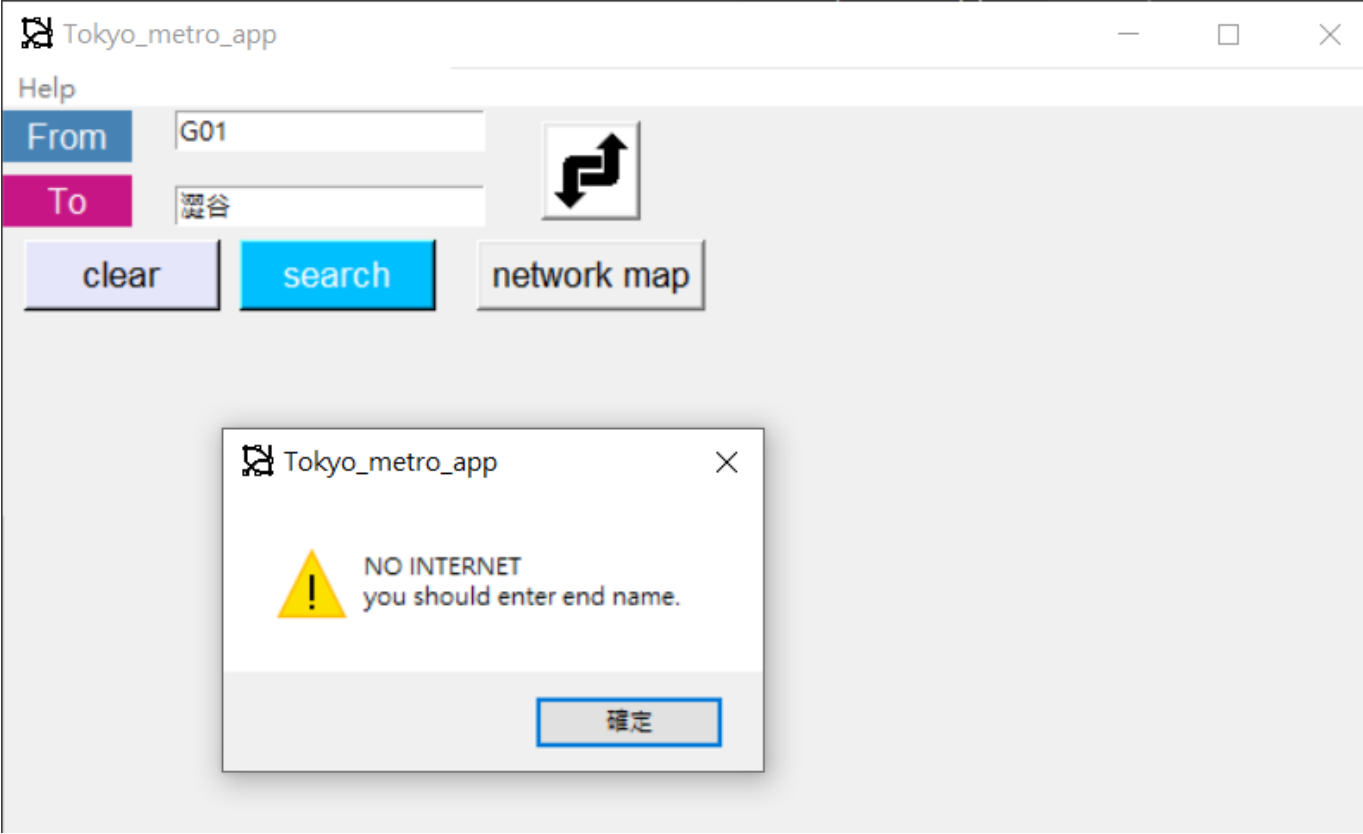 Tokyo_metro_app
Help
From
G01
To
澀谷
clear
search
network map
Tokyo_metro_app
NO INTERNET
you should enter end name.
確定